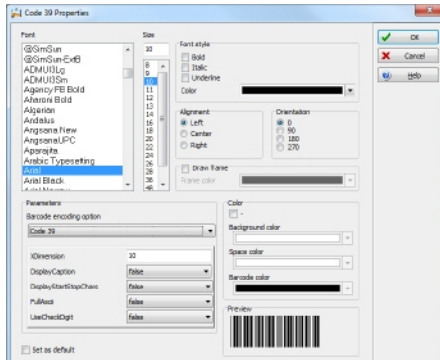 Code 39 Properties
Font
@SimSun
@SimSun-ExtB
ADMUI3Lg
ADMUI3Sm
Agency FB Bold
Aharoni Bold
Algerian
Andalus
Angsana New
AngsanaUPC
Aparajita
Arabic Typesetting
Arial
Arial Black
Arial Narrow
Size
10
8
9
10
11
12
13
14
16
18
20
22
24
26
28
36
48
Font style
Bold
Italic
Underline
Color
Alignment
Left
Center
Right
Orientation
0
90
180
270
Draw frame
Frame color
OK
Cancel
Help
Parameters
Barcode encoding option
Code 39
XDimension 10
DisplayCaption false
DisplayStartStopChars false
FullAscii false
UseCheckDigit false
Set as default
Color
-
Background color
Space color
Barcode color
Preview